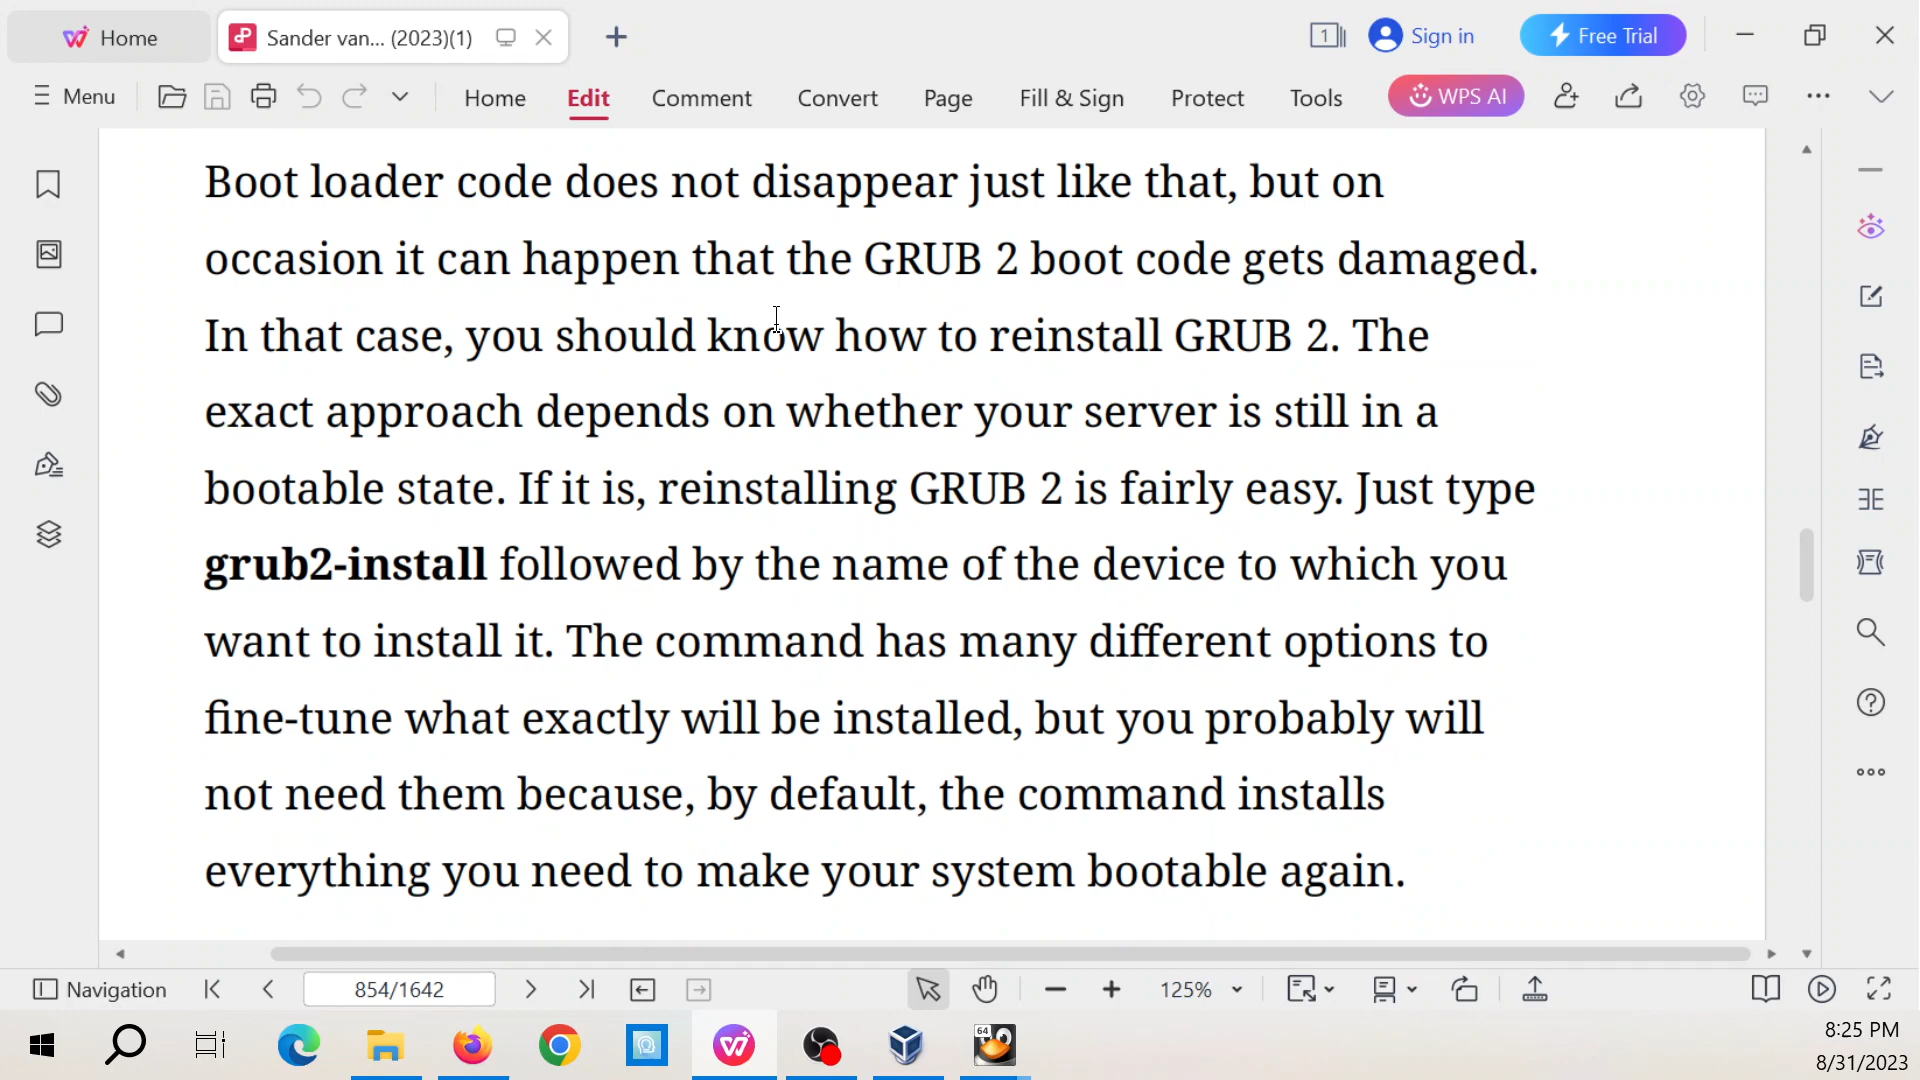 Home
Sander van... (2023)(1)
1
Sign in
Free Trial
Menu
Home
Edit
Comment
Convert
Page
Fill & Sign
Protect
Tools
WPS AI
Boot loader code does not disappear just like that, but on
occasion it can happen that the GRUB 2 boot code gets damaged.
In that case, you should know how to reinstall GRUB 2. The
exact approach depends on whether your server is still in a
bootable state. If it is, reinstalling GRUB 2 is fairly easy. Just type
grub2-install followed by the name of the device to which you
want to install it. The command has many different options to
fine-tune what exactly will be installed, but you probably will
not need them because, by default, the command installs
everything you need to make your system bootable again.
Navigation
854/1642
125%
64
8:25 PM
8/31/2023